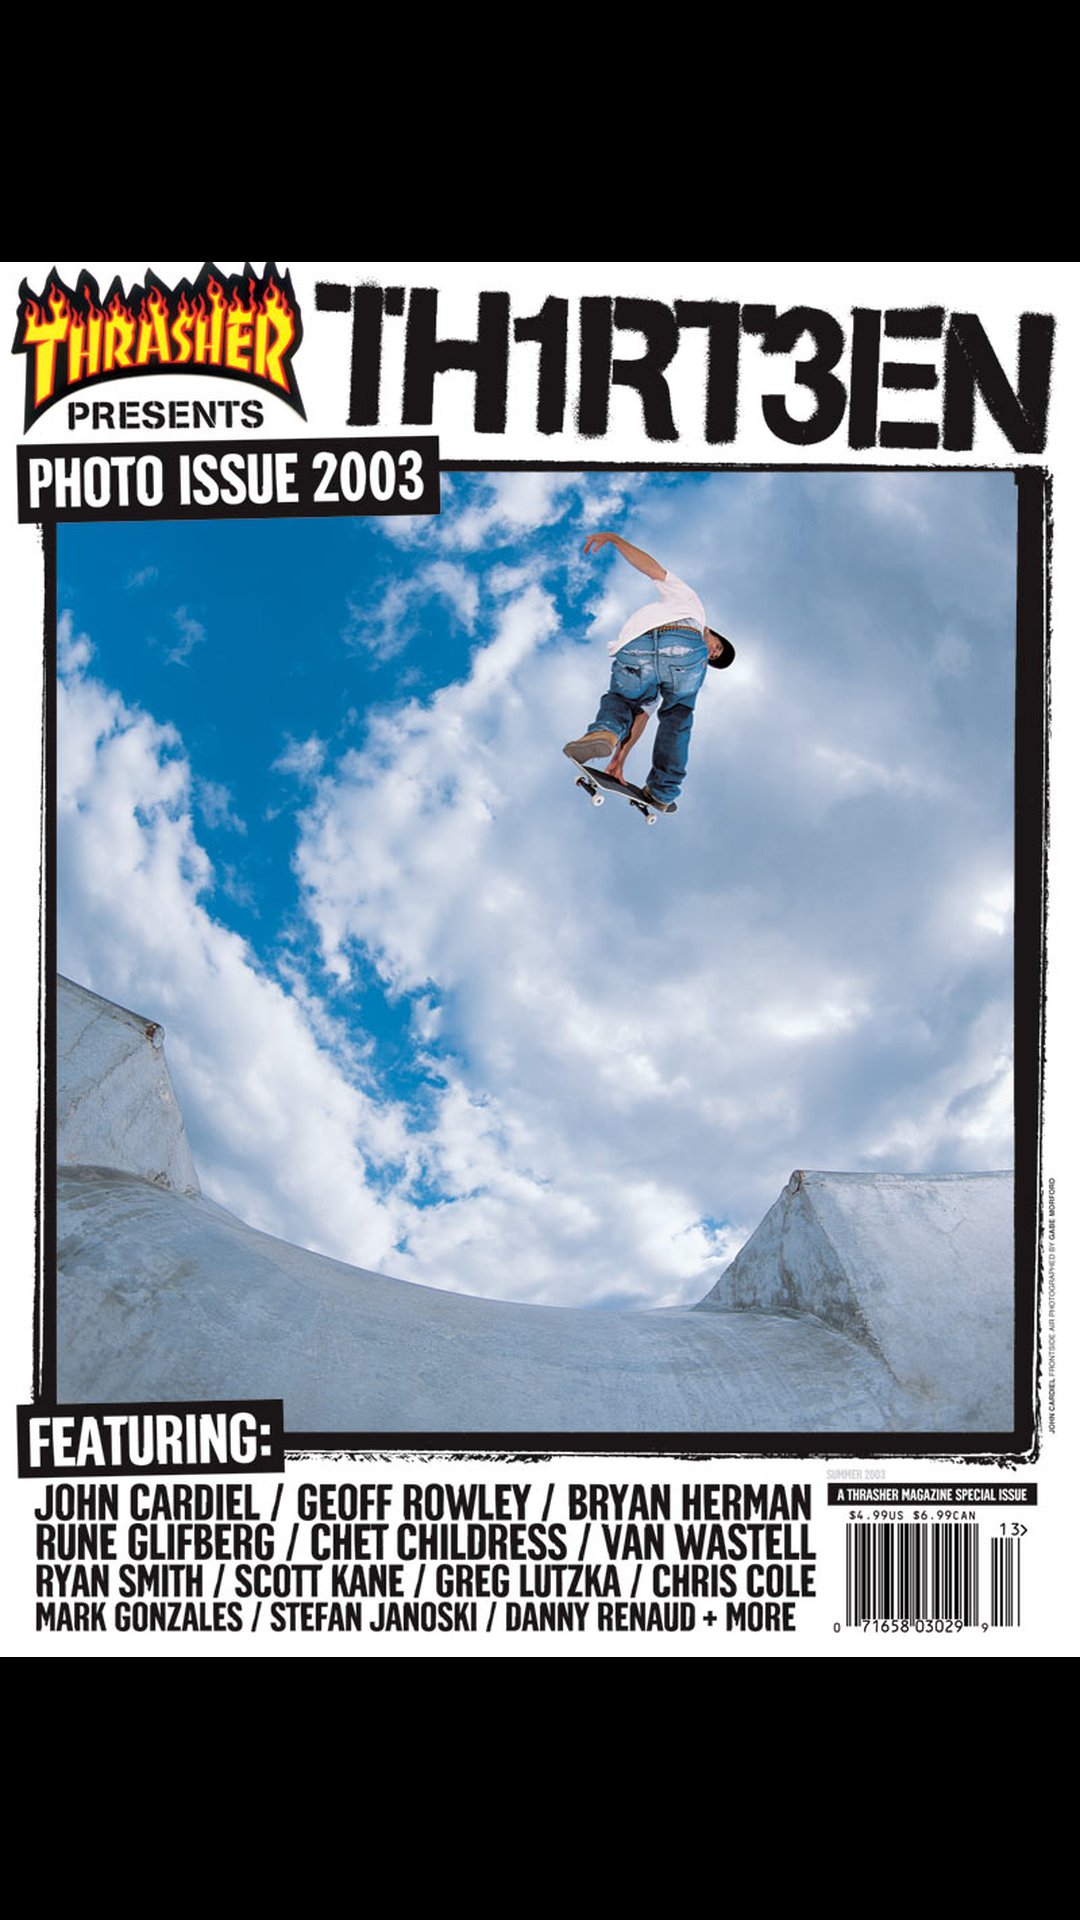 THRASHER
PRESENTS
TH1RT3EN
PHOTO ISSUE 2003
JOHN CARDIEL FRONTSIDE AIR PHOTOGRAPHED BY GABE MORFORD
FEATURING:
JOHN CARDIEL / GEOFF ROWLEY / BRYAN HERMAN
RUNE GLIFBERG / CHET CHILDRESS / VAN WASTELL
RYAN SMITH / SCOTT KANE / GREG LUTZKA / CHRIS COLE
MARK GONZALES / STEFAN JANOSKI / DANNY RENAUD + MORE
SUMMER 2003
A THRASHER MAGAZINE SPECIAL ISSUE
$4.99US $6.99CAN
13>
0 71658 03029 9